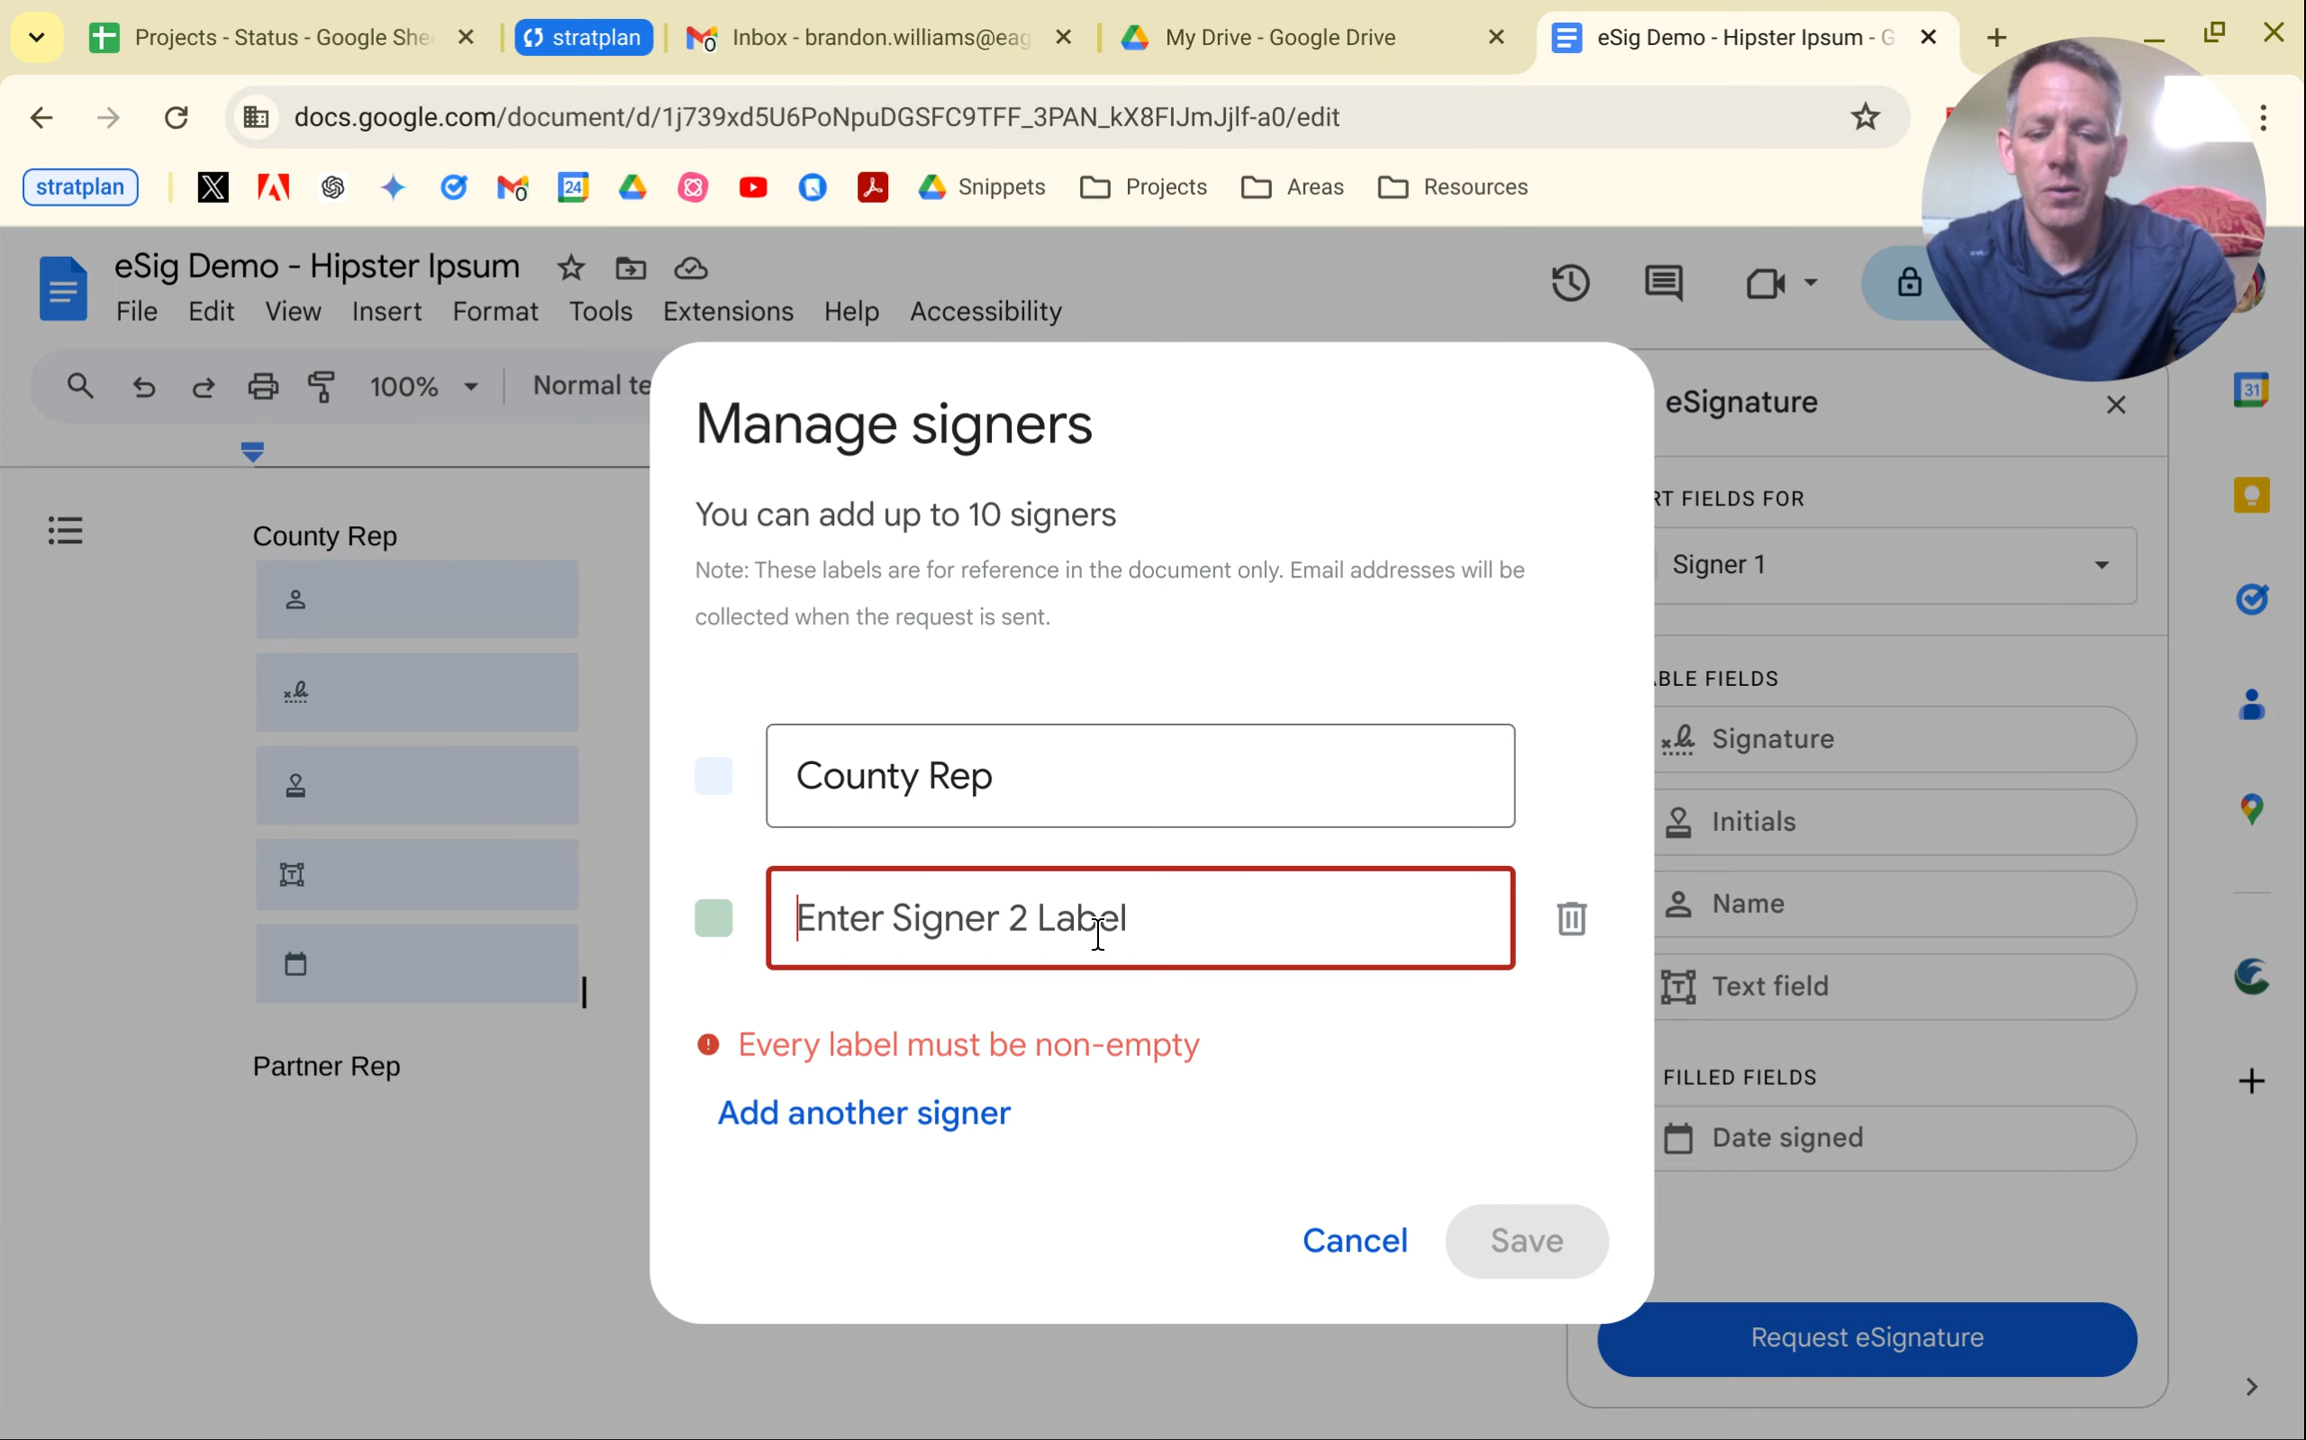 Projects - Status - Google She
stratplan
Inbox - brandon.williams@eag
My Drive - Google Drive
eSig Demo - Hipster Ipsum - G
docs.google.com/document/d/1j739xd5U6PoNpuDGSFC9TFF_3PAN_kX8FIJmJjlf-a0/edit
stratplan
24
Snippets
Projects
Areas
Resources
eSig Demo - Hipster Ipsum
File Edit View Insert Format Tools Extensions Help Accessibility
100%
Normal te
Manage signers
You can add up to 10 signers
Note: These labels are for reference in the document only. Email addresses will be
collected when the request is sent.
County Rep
Enter Signer 2 Label
Every label must be non-empty
Add another signer
Cancel
Save
County Rep
Partner Rep
eSignature
RT FIELDS FOR
Signer 1
ABLE FIELDS
Signature
Initials
Name
Text field
FILLED FIELDS
Date signed
Request eSignature
31